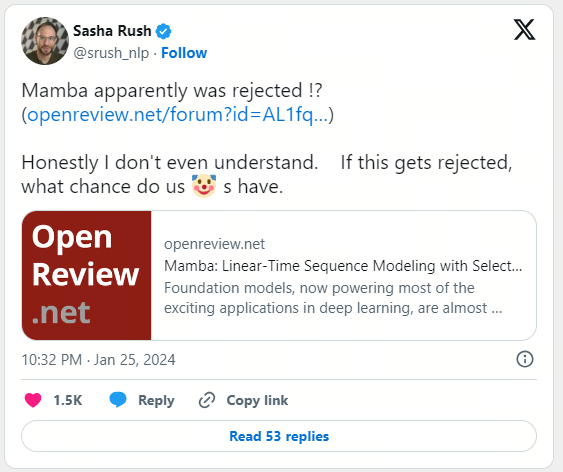 Sasha Rush
@srush_nlp · Follow
Mamba apparently was rejected !?
(openreview.net/forum?id=AL1fq...)
Honestly I don't even understand. If this gets rejected,
what chance do us 🤡 s have.
Open
Review
.net
openreview.net
Mamba: Linear-Time Sequence Modeling with Select...
Foundation models, now powering most of the
exciting applications in deep learning, are almost ...
10:32 PM · Jan 25, 2024
1.5K Reply Copy link
Read 53 replies